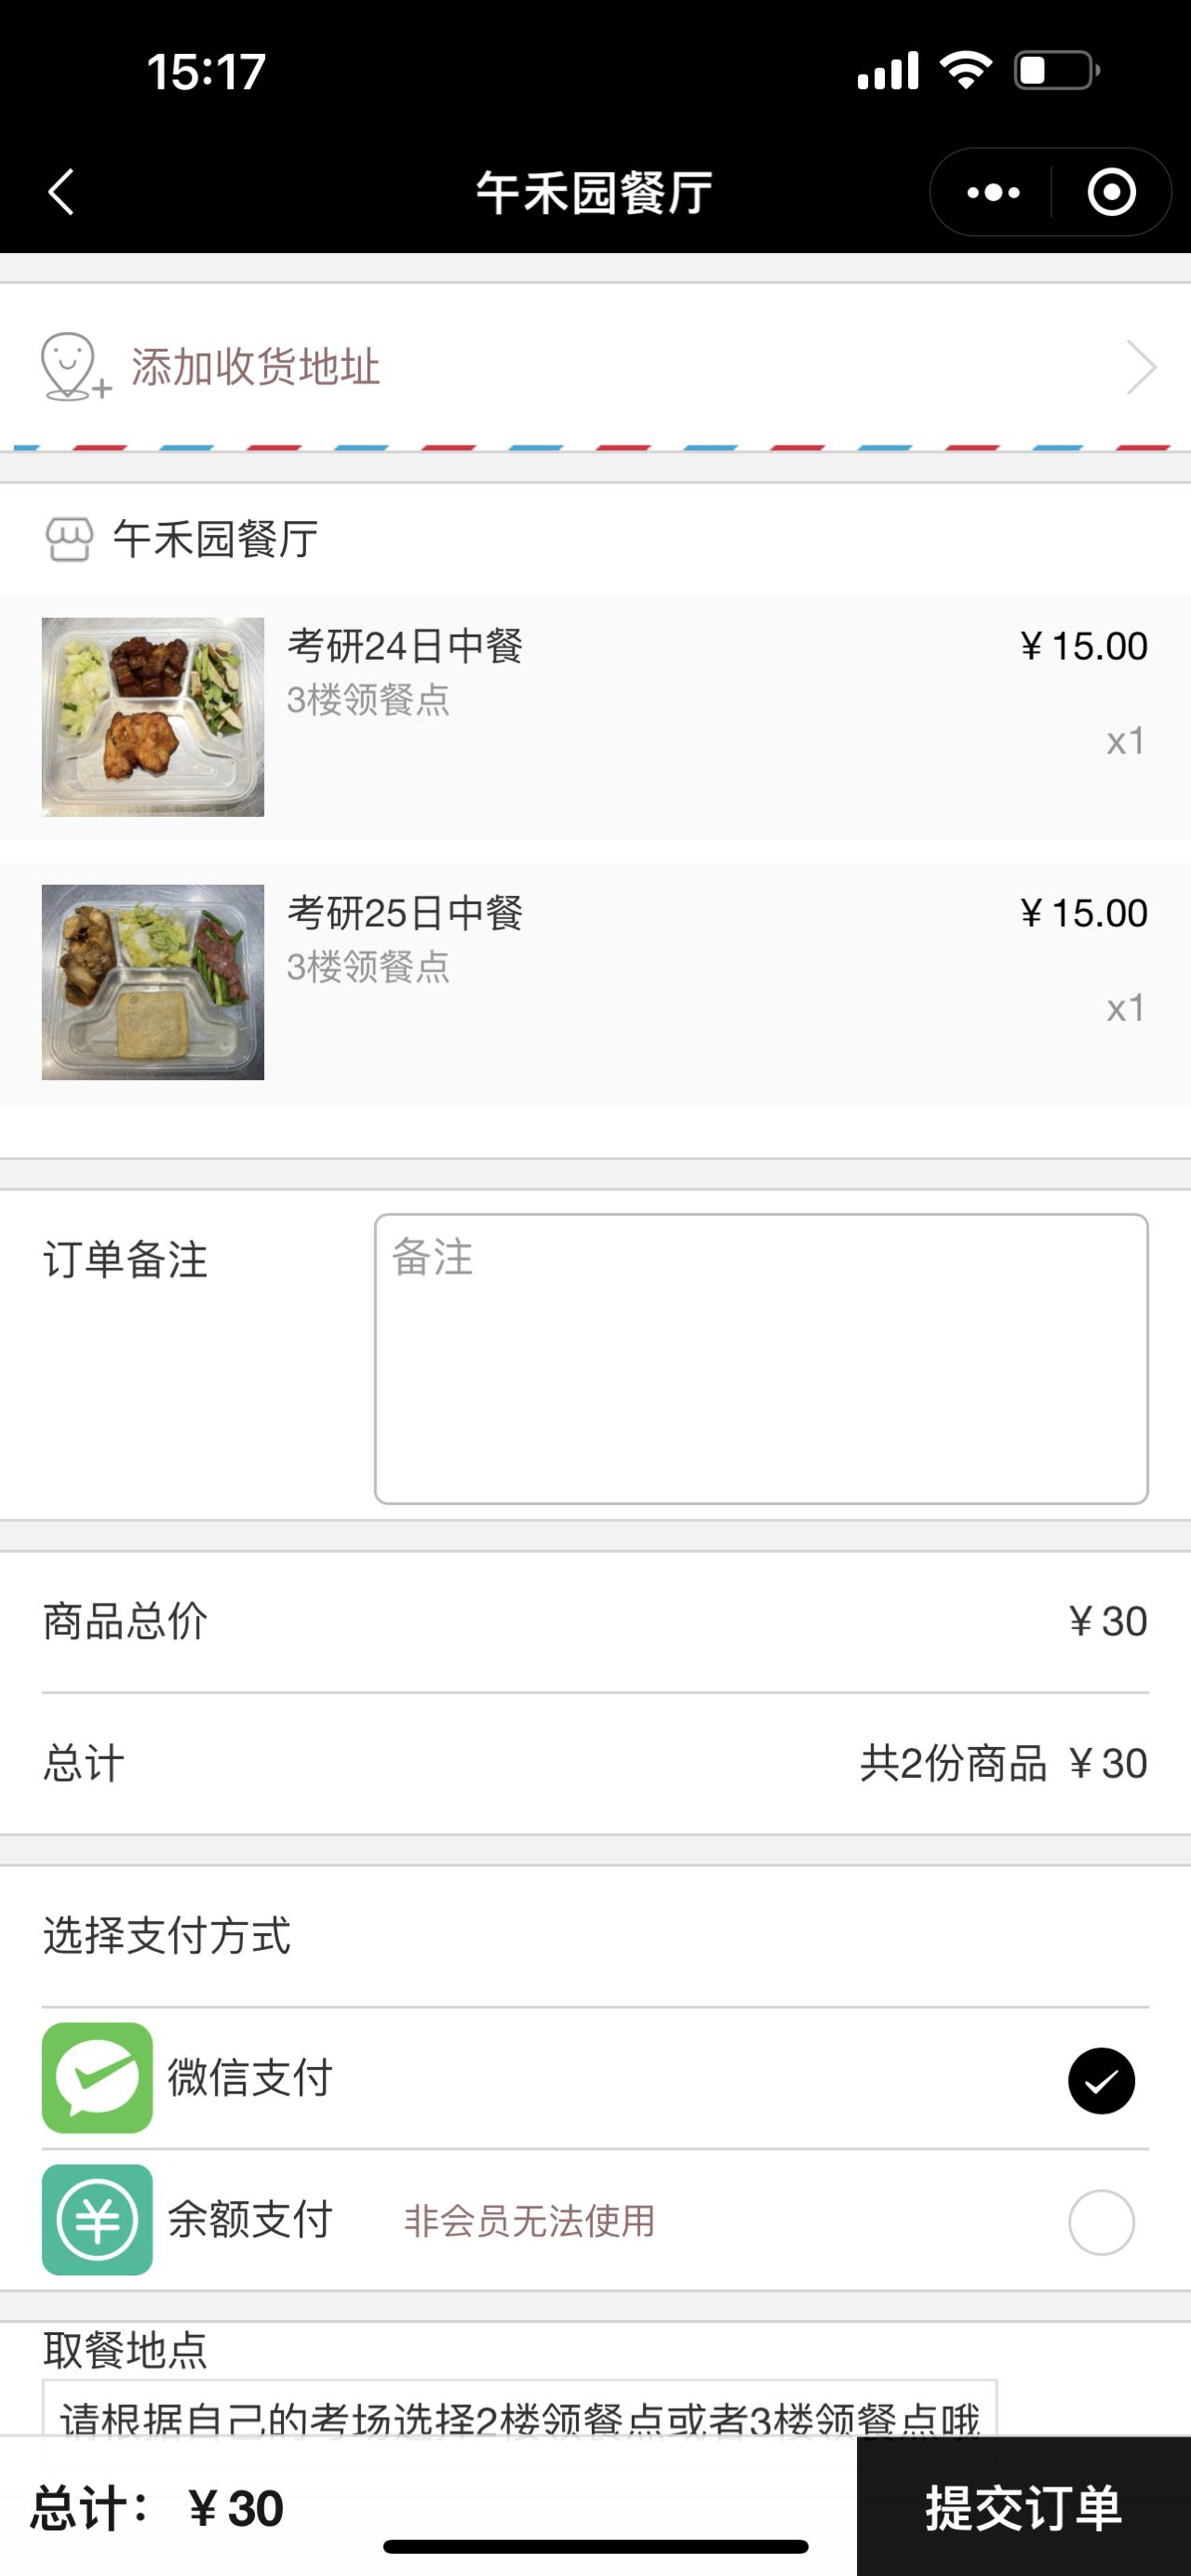 15:17
午禾园餐厅
添加收货地址
午禾园餐厅
考研24日中餐
¥ 15.00
3楼领餐点
x1
考研25日中餐
¥ 15.00
3楼领餐点
x1
订单备注
备注
商品总价
¥ 30
总计
共2份商品 ¥ 30
选择支付方式
微信支付
余额支付
非会员无法使用
取餐地点
请根据自己的考场选择2楼领餐点或者3楼领餐点哦
总计： ¥ 30
提交订单